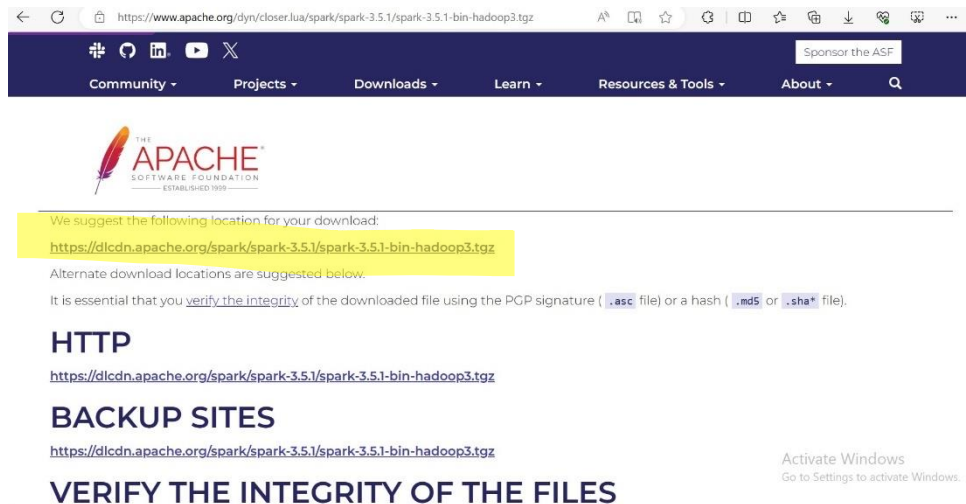 https://www.apache.org/dyn/closer.lua/spark/spark-3.5.1/spark-3.5.1-bin-hadoop3.tgz
Sponsor the ASF
Community Projects Downloads Learn Resources & Tools About
THE
APACHE
SOFTWARE FOUNDATION
ESTABLISHED 1999
We suggest the following location for your download:
https://dlcdn.apache.org/spark/spark-3.5.1/spark-3.5.1-bin-hadoop3.tgz
Alternate download locations are suggested below.
It is essential that you verify the integrity of the downloaded file using the PGP signature ( .asc file) or a hash ( .md5 or .sha* file).
HTTP
https://dlcdn.apache.org/spark/spark-3.5.1/spark-3.5.1-bin-hadoop3.tgz
BACKUP SITES
https://dlcdn.apache.org/spark/spark-3.5.1/spark-3.5.1-bin-hadoop3.tgz
Activate Windows
Go to Settings to activate Windows.
VERIFY THE INTEGRITY OF THE FILES